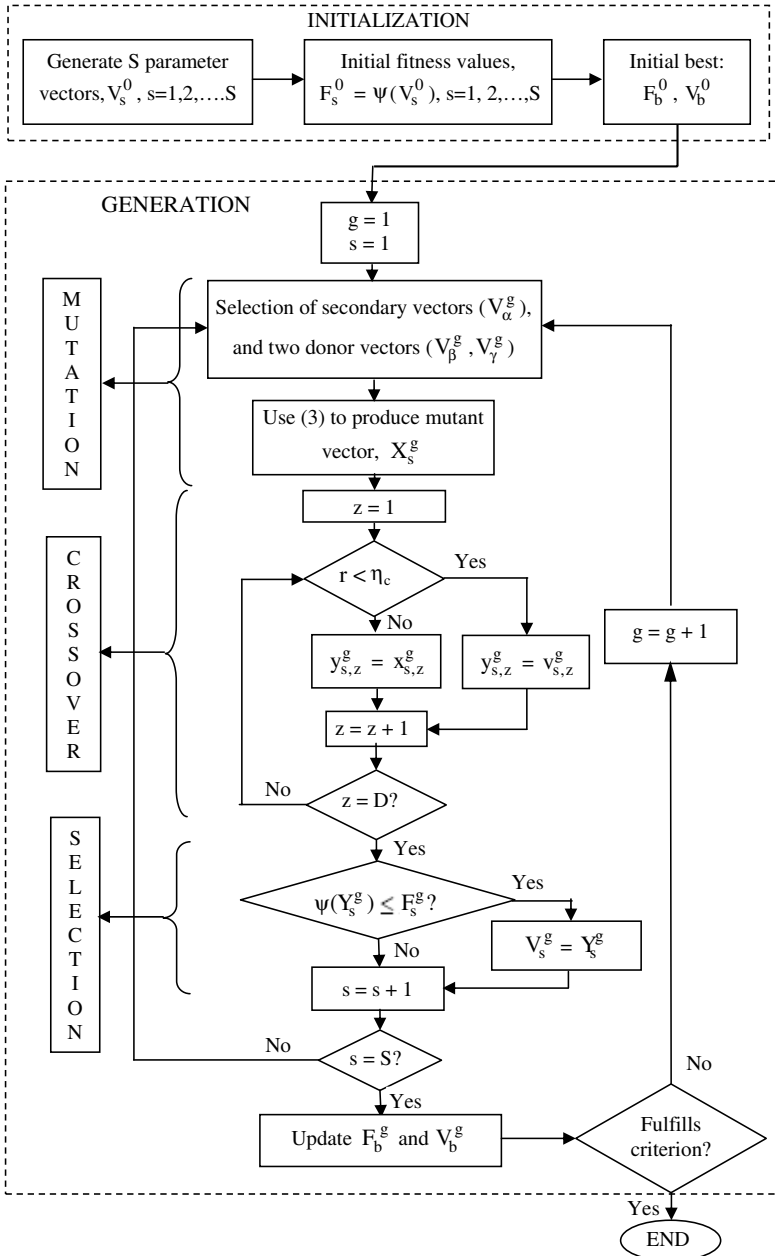 INITIALIZATION
Generate S parameter
vectors, V_s^0 , s=1,2,....S
Initial fitness values,
F_s^0 = ψ(V_s^0), s=1, 2,...,S
Initial best:
F_b^0 , V_b^0
GENERATION
g = 1
s = 1
MUTATION
Selection of secondary vectors (V_α^g),
and two donor vectors (V_β^g ,V_γ^g)
Use (3) to produce mutant
vector, X_s^g
z = 1
CROSSOVER
r < η_c
Yes
No
y_{s,z}^g = x_{s,z}^g
y_{s,z}^g = v_{s,z}^g
g = g + 1
z = z + 1
No
z = D?
Yes
SELECTION
ψ(Y_s^g) ≤ F_s^g?
Yes
No
V_s^g = Y_s^g
s = s + 1
No
s = S?
Yes
No
Update F_b^g and V_b^g
Fulfills
criterion?
Yes
END